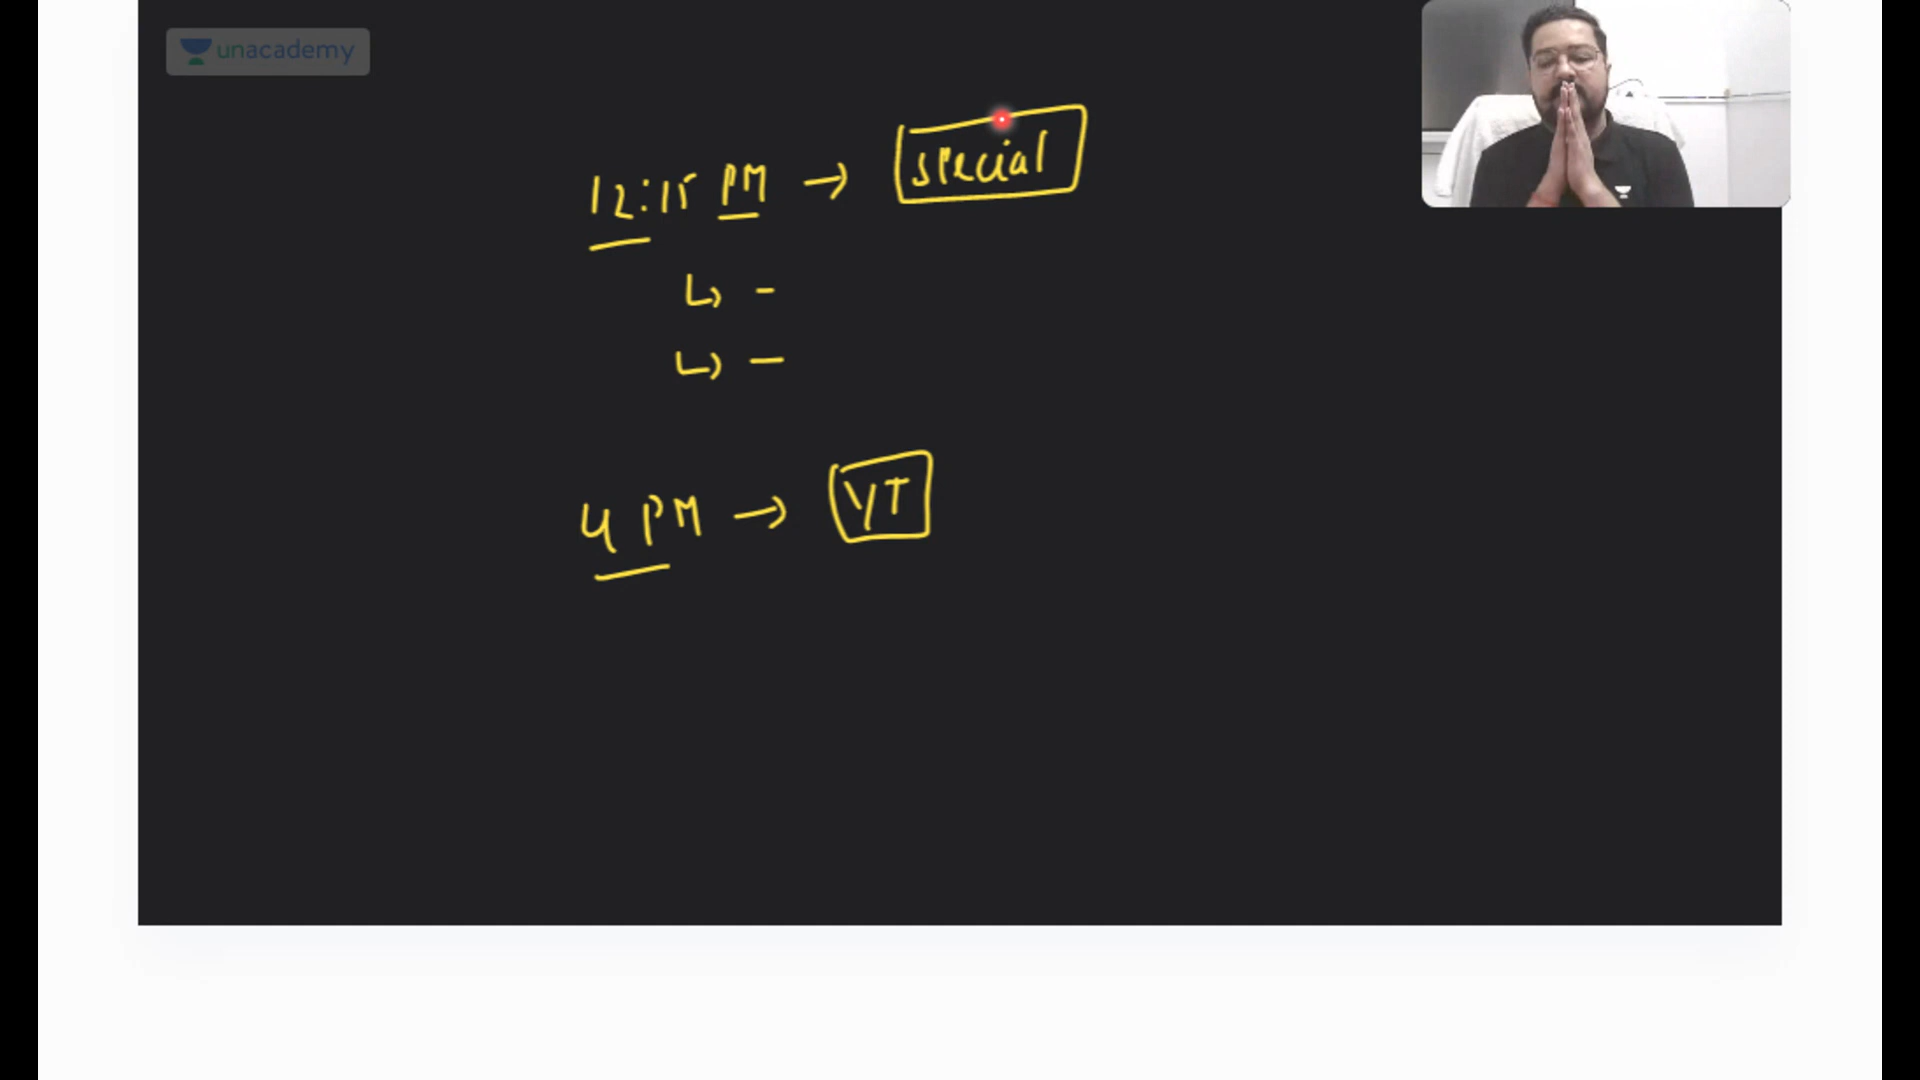 unacademy
12:15 PM → special
↳ -
↳ -
4 PM → YT